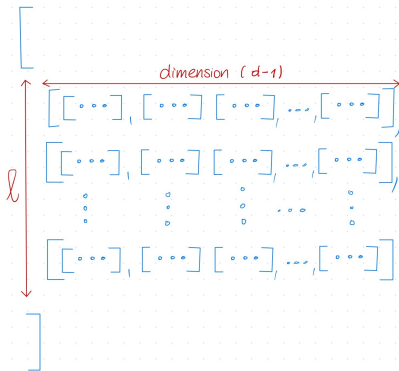 [
dimension (d-1)
[[∘∘∘], [∘∘∘] [∘∘∘], ..., [∘∘∘]],
[[∘∘∘], [∘∘∘] [∘∘∘], ..., [∘∘∘]],
l
[[∘∘∘], [∘∘∘] [∘∘∘], ..., [∘∘∘]]
]